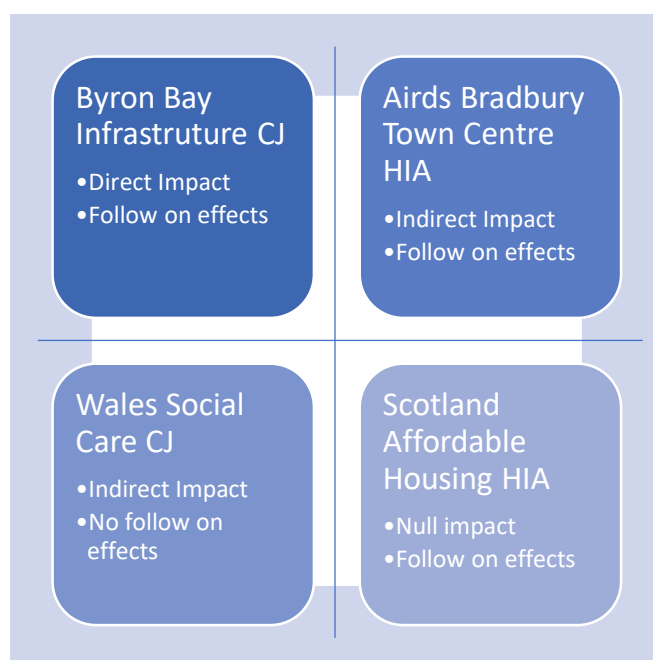 Byron Bay
Infrastruture CJ
•Direct Impact
•Follow on effects
Airds Bradbury
Town Centre
HIA
•Indirect Impact
•Follow on effects
Wales Social
Care CJ
•Indirect Impact
•No follow on
effects
Scotland
Affordable
Housing HIA
•Null impact
•Follow on effects